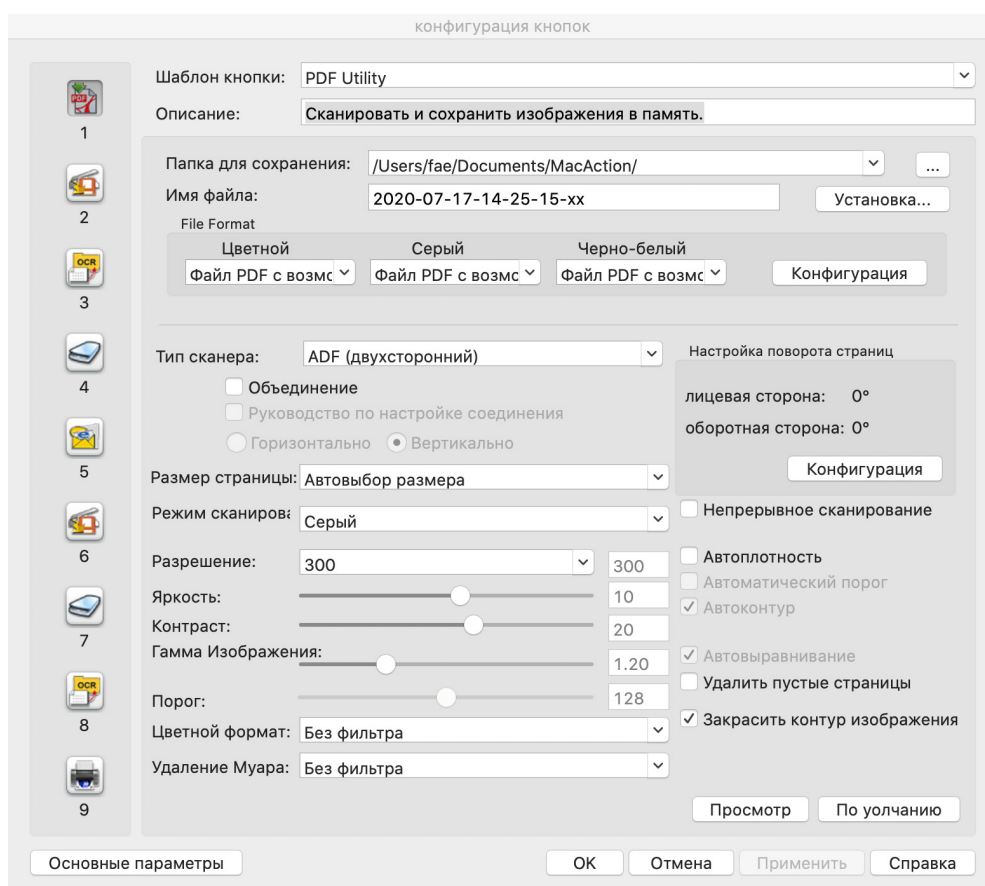 конфигурация кнопок
Шаблон кнопки: PDF Utility
Описание: Сканировать и сохранить изображения в память.
PDF
1
2
OCR
3
4
5
6
7
OCR
8
9
Папка для сохранения: /Users/fae/Documents/MacAction/ ...
Имя файла: 2020-07-17-14-25-15-xx Установка...
File Format
Цветной Серый Черно-белый
Файл PDF с возмс Файл PDF с возмс Файл PDF с возмс Конфигурация
Тип сканера: ADF (двухсторонний)
Объединение
Руководство по настройке соединения
Горизонтально Вертикально
Настройка поворота страниц
лицевая сторона: 0°
оборотная сторона: 0°
Конфигурация
Размер страницы: Автовыбор размера
Режим сканирова Серый
Непрерывное сканирование
Разрешение: 300 300
Яркость: 10
Контраст: 20
Гамма Изображения: 1.20
Порог: 128
Автоплотность
Автоматический порог
Автоконтур
Автовыравнивание
Удалить пустые страницы
Закрасить контур изображения
Цветной формат: Без фильтра
Удаление Муара: Без фильтра
Просмотр По уолчанию
Основные параметры OK Отмена Применить Справка